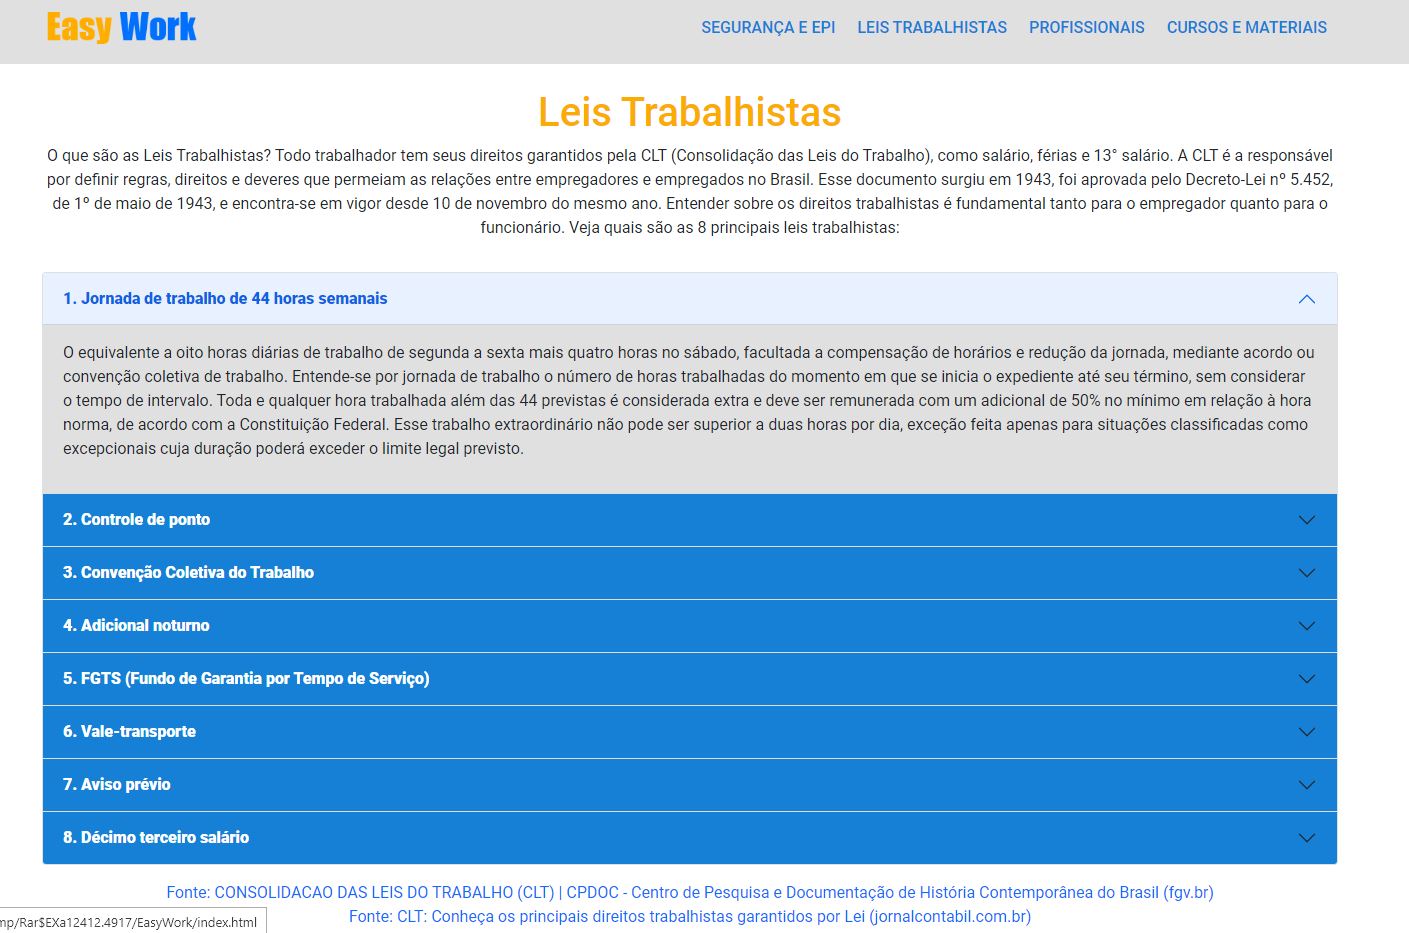 Easy Work
SEGURANÇA E EPI LEIS TRABALHISTAS PROFISSIONAIS CURSOS E MATERIAIS
Leis Trabalhistas
O que são as Leis Trabalhistas? Todo trabalhador tem seus direitos garantidos pela CLT (Consolidação das Leis do Trabalho), como salário, férias e 13° salário. A CLT é a responsável
por definir regras, direitos e deveres que permeiam as relações entre empregadores e empregados no Brasil. Esse documento surgiu em 1943, foi aprovada pelo Decreto-Lei nº 5.452,
de 1º de maio de 1943, e encontra-se em vigor desde 10 de novembro do mesmo ano. Entender sobre os direitos trabalhistas é fundamental tanto para o empregador quanto para o
funcionário. Veja quais são as 8 principais leis trabalhistas:
1. Jornada de trabalho de 44 horas semanais
O equivalente a oito horas diárias de trabalho de segunda a sexta mais quatro horas no sábado, facultada a compensação de horários e redução da jornada, mediante acordo ou
convenção coletiva de trabalho. Entende-se por jornada de trabalho o número de horas trabalhadas do momento em que se inicia o expediente até seu término, sem considerar
o tempo de intervalo. Toda e qualquer hora trabalhada além das 44 previstas é considerada extra e deve ser remunerada com um adicional de 50% no mínimo em relação à hora
norma, de acordo com a Constituição Federal. Esse trabalho extraordinário não pode ser superior a duas horas por dia, exceção feita apenas para situações classificadas como
excepcionais cuja duração poderá exceder o limite legal previsto.
2. Controle de ponto
3. Convenção Coletiva do Trabalho
4. Adicional noturno
5. FGTS (Fundo de Garantia por Tempo de Serviço)
6. Vale-transporte
7. Aviso prévio
8. Décimo terceiro salário
Fonte: CONSOLIDACAO DAS LEIS DO TRABALHO (CLT) | CPDOC - Centro de Pesquisa e Documentação de História Contemporânea do Brasil (fgv.br)
Fonte: CLT: Conheça os principais direitos trabalhistas garantidos por Lei (jornalcontabil.com.br)
mp/Rar$EXa12412.4917/EasyWork/index.html